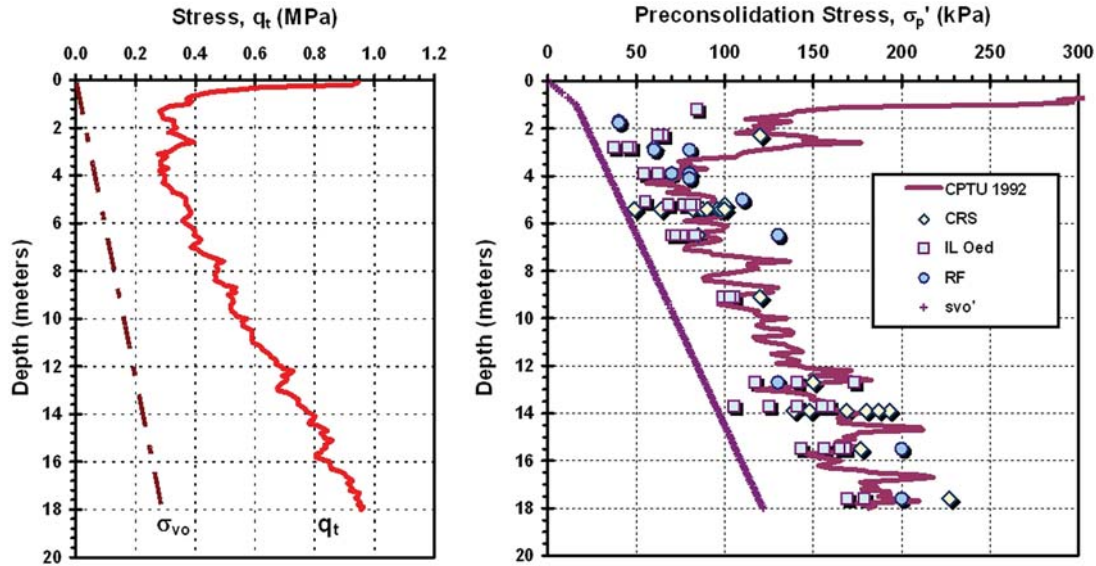 Stress, qt (MPa)
0.0 0.2 0.4 0.6 0.8 1.0 1.2
Depth (meters)
0
2
4
6
8
10
12
14
16
18
20
σvo
qt
Preconsolidation Stress, σp' (kPa)
0 50 100 150 200 250 300
Depth (meters)
0
2
4
6
8
10
12
14
16
18
20
CPTU 1992
CRS
IL Oed
RF
svo'